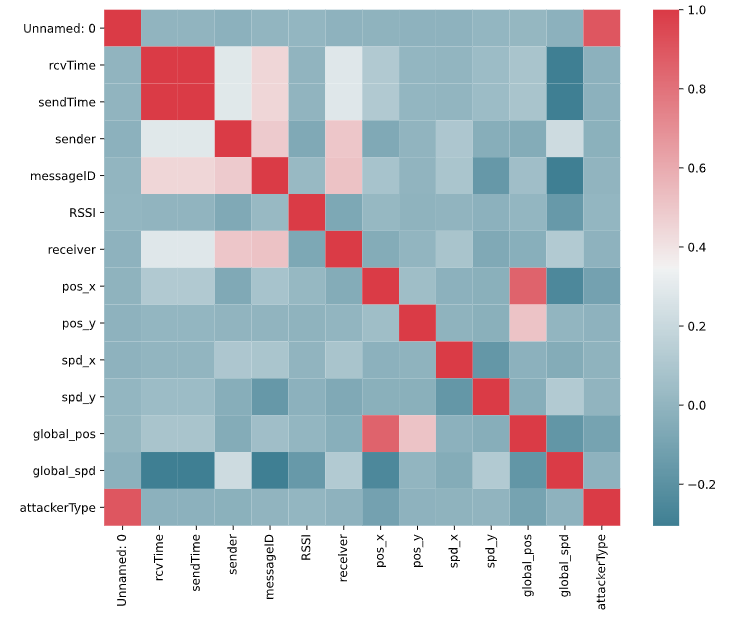 Unnamed: 0
rcvTime
sendTime
sender
messageID
RSSI
receiver
pos_x
pos_y
spd_x
spd_y
global_pos
global_spd
attackerType
Unnamed: 0
rcvTime
sendTime
sender
messageID
RSSI
receiver
pos_x
pos_y
spd_x
spd_y
global_pos
global_spd
attackerType
1.0
0.8
0.6
0.4
0.2
0.0
−0.2